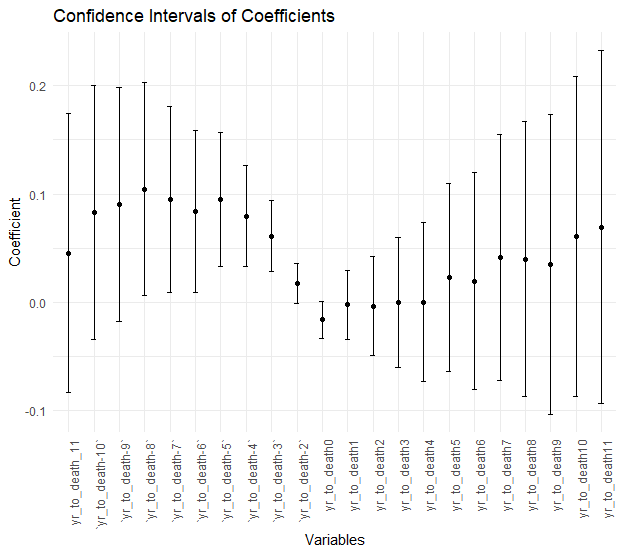 Confidence Intervals of Coefficients
Coefficient
0.2
0.1
0.0
-0.1
yr_to_death_11
`yr_to_death-10`
`yr_to_death-9`
`yr_to_death-8`
`yr_to_death-7`
`yr_to_death-6`
`yr_to_death-5`
`yr_to_death-4`
`yr_to_death-3`
`yr_to_death-2`
yr_to_death0
yr_to_death1
yr_to_death2
yr_to_death3
yr_to_death4
yr_to_death5
yr_to_death6
yr_to_death7
yr_to_death8
yr_to_death9
yr_to_death10
yr_to_death11
Variables